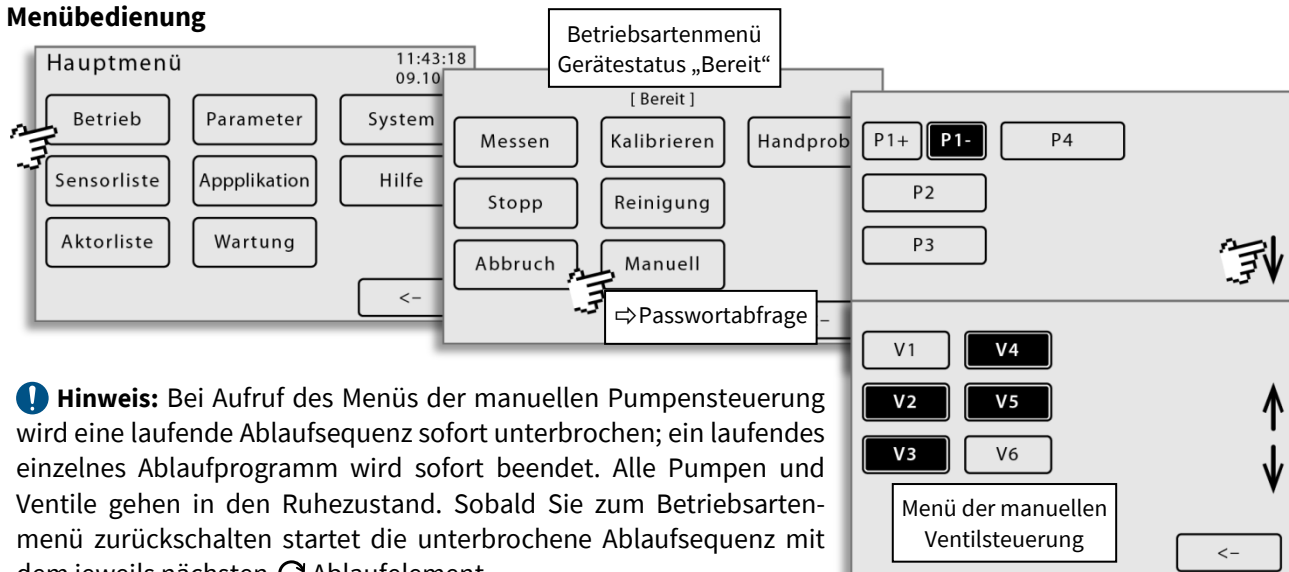 Menübedienung
Hauptmenü
11:43:18
09.10
Betrieb Parameter System
Sensorliste Appplikation Hilfe
Aktorliste Wartung
<–
Betriebsartenmenü
Gerätestatus „Bereit“
[ Bereit ]
Messen Kalibrieren Handprob
Stopp Reinigung
Abbruch Manuell
⇨Passwortabfrage
–
P1+ P1- P4
P2
P3
V1 V4
V2 V5
V3 V6
Menü der manuellen
Ventilsteuerung
<–
Hinweis: Bei Aufruf des Menüs der manuellen Pumpensteuerung
wird eine laufende Ablaufsequenz sofort unterbrochen; ein laufendes
einzelnes Ablaufprogramm wird sofort beendet. Alle Pumpen und
Ventile gehen in den Ruhezustand. Sobald Sie zum Betriebsarten-
menü zurückschalten startet die unterbrochene Ablaufsequenz mit
dem jeweils nächsten Ablaufelement